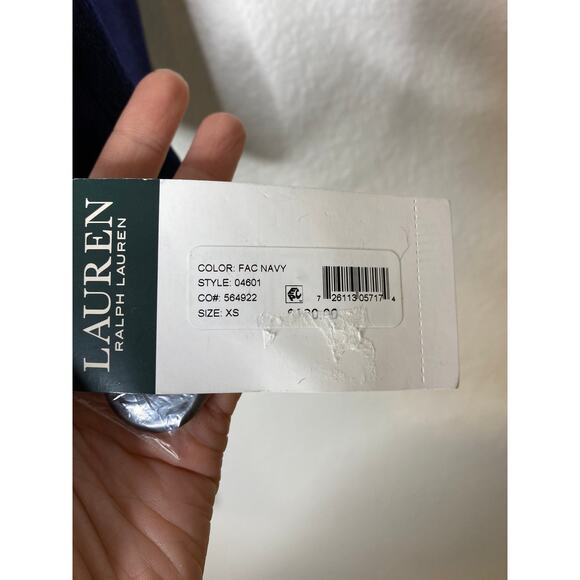 LAUREN
RALPH LAUREN
COLOR: FAC NAVY
STYLE: 04601
CO#: 564922
SIZE: XS
7 26113 05717 4